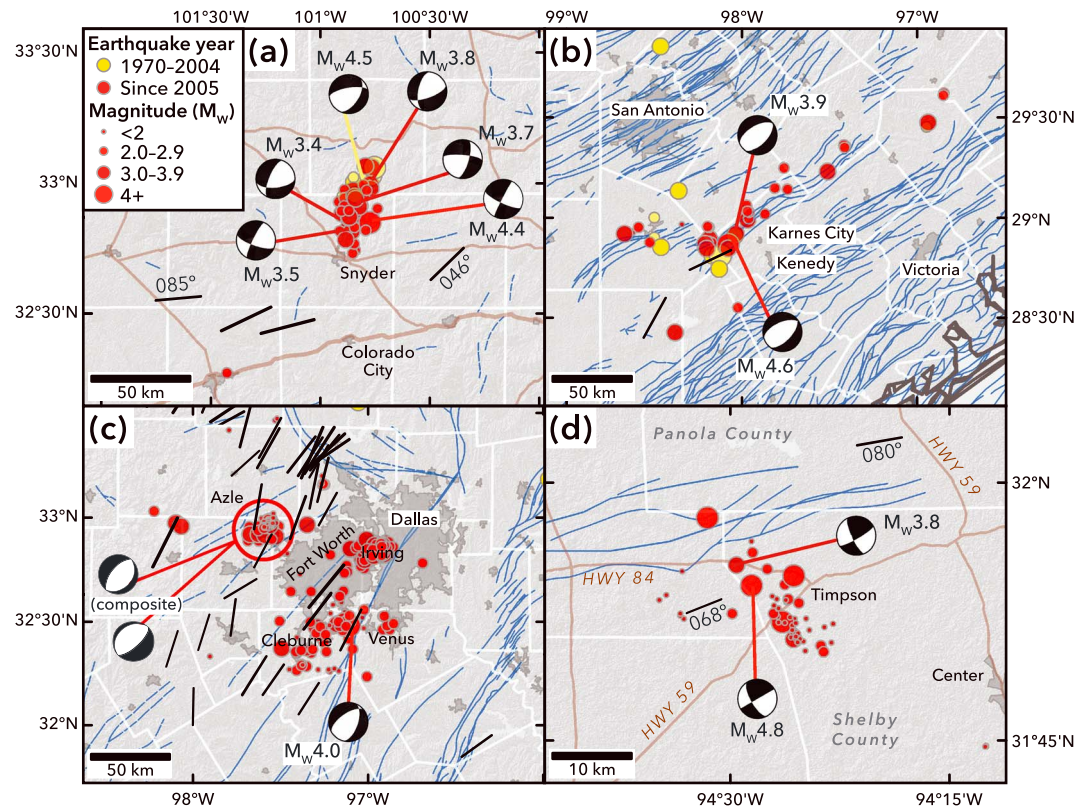 101°30'W 101°W 100°30'W 99°W 98°W 97°W
33°30'N
Earthquake year
1970–2004
Since 2005
Magnitude (Mw)
<2
2.0–2.9
3.0–3.9
4+
(a)
Mw4.5
Mw3.8
Mw3.4
Mw3.7
Mw4.4
Mw3.5
33°N
32°30'N
Snyder
085°
046°
Colorado
City
50 km
(b)
San Antonio
Mw3.9
29°30'N
29°N
28°30'N
Karnes City
Kenedy
Victoria
Mw4.6
50 km
(c)
Azle
33°N
Dallas
Fort Worth
Irving
(composite)
32°30'N
Cleburne
Venus
32°N
Mw4.0
50 km
(d)
Panola County
080°
HWY 59
32°N
Mw3.8
HWY 84
068°
Timpson
HWY 59
Center
Mw4.8
Shelby
County
31°45'N
10 km
98°W 97°W 94°30'W 94°15'W